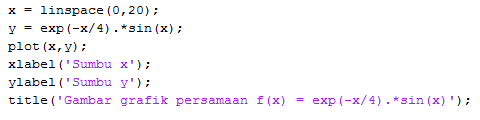 x = linspace(0,20);
y = exp(-x/4).*sin(x);
plot(x,y);
xlabel('Sumbu x');
ylabel('Sumbu y');
title('Gambar grafik persamaan f(x) = exp(-x/4).*sin(x)');